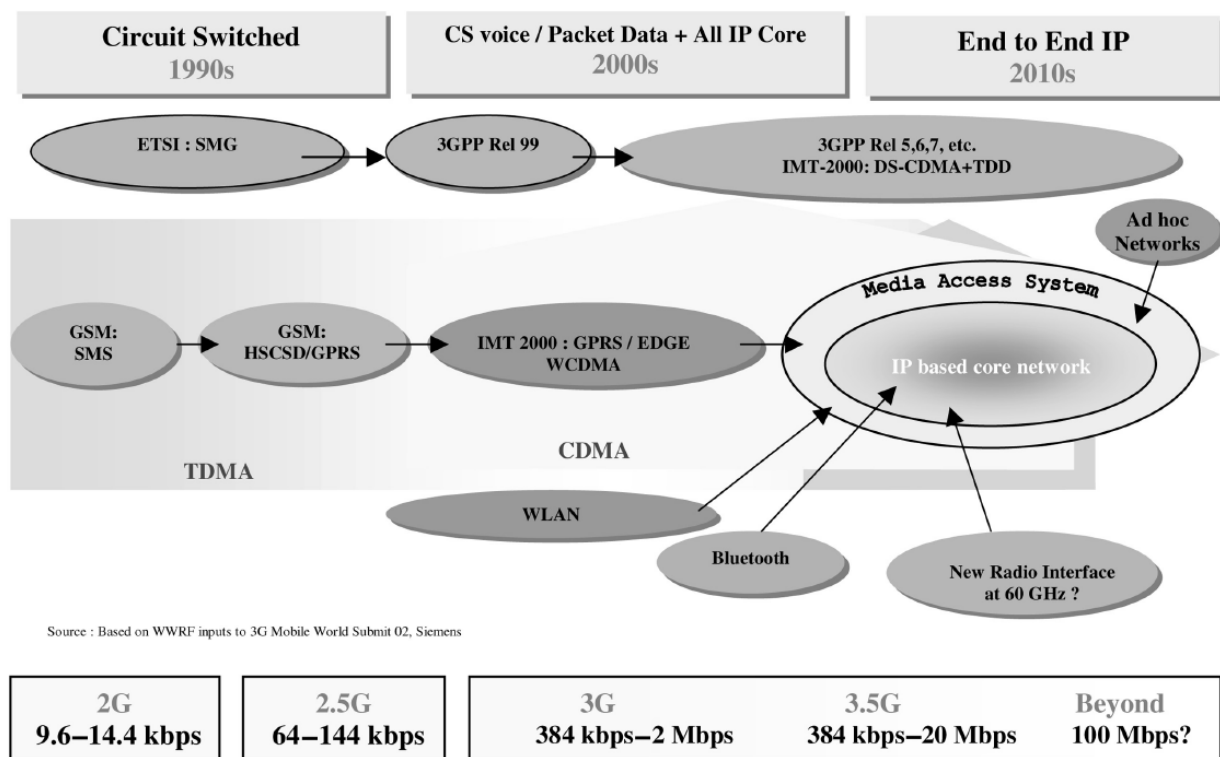 Circuit Switched
1990s
CS voice / Packet Data + All IP Core
2000s
End to End IP
2010s
ETSI : SMG
3GPP Rel 99
3GPP Rel 5,6,7, etc.
IMT-2000: DS-CDMA+TDD
Ad hoc
Networks
Media Access System
GSM:
SMS
GSM:
HSCSD/GPRS
IMT 2000 : GPRS / EDGE
WCDMA
IP based core network
TDMA
CDMA
WLAN
Bluetooth
New Radio Interface
at 60 GHz ?
Source : Based on WWRF inputs to 3G Mobile World Submit 02, Siemens
2G
9.6–14.4 kbps
2.5G
64–144 kbps
3G
384 kbps–2 Mbps
3.5G
384 kbps–20 Mbps
Beyond
100 Mbps?